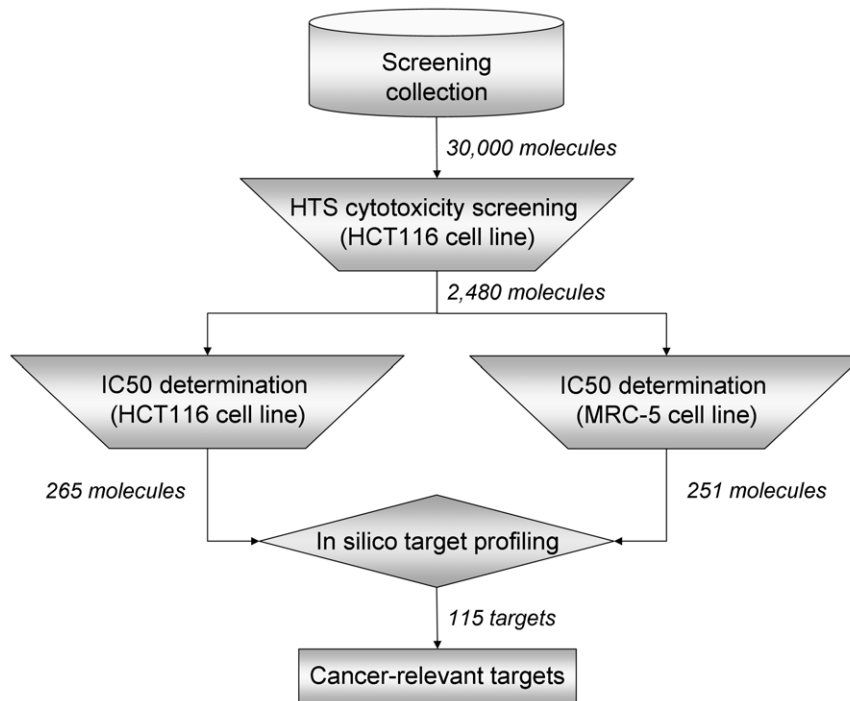 Screening
collection
30,000 molecules
HTS cytotoxicity screening
(HCT116 cell line)
2,480 molecules
IC50 determination
(HCT116 cell line)
IC50 determination
(MRC-5 cell line)
265 molecules
251 molecules
In silico target profiling
115 targets
Cancer-relevant targets